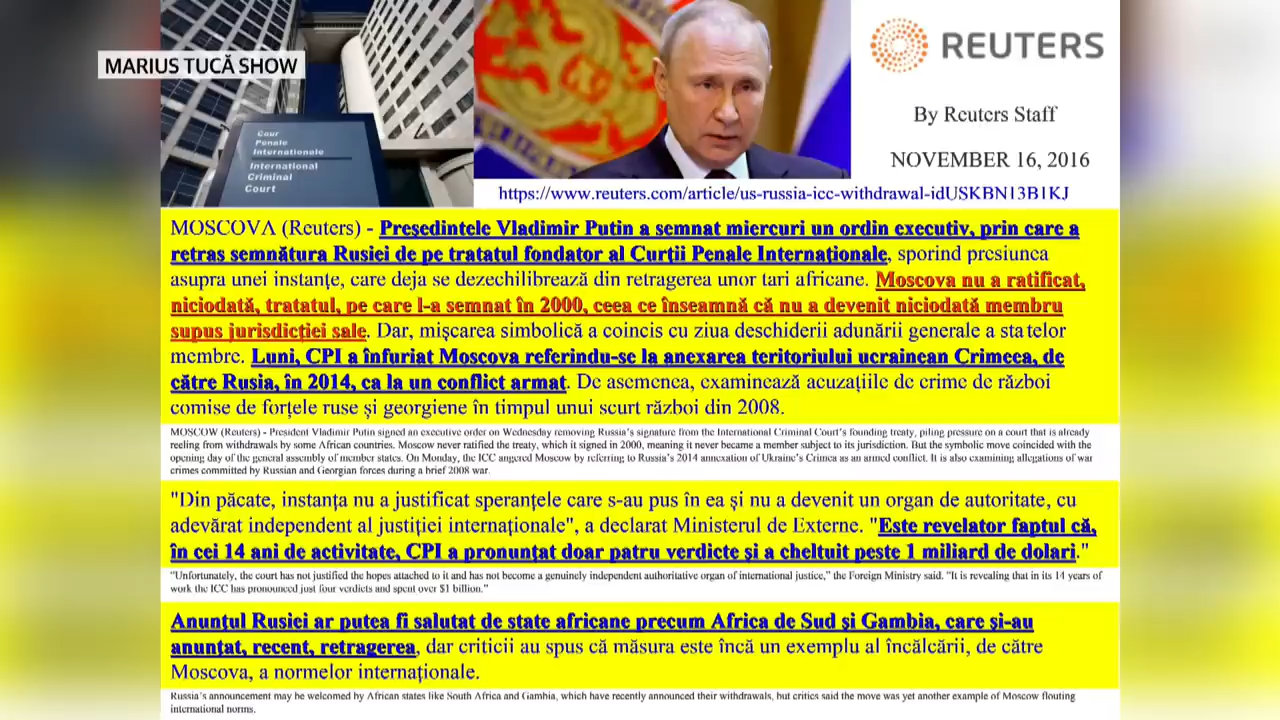 MARIUS TUCĂ SHOW
Cour
Penale
Internationale
International
Criminal
Court
REUTERS
By Reuters Staff
NOVEMBER 16, 2016
https://www.reuters.com/article/us-russia-icc-withdrawal-idUSKBN13B1KJ
MOSCOVA (Reuters) - Președintele Vladimir Putin a semnat miercuri un ordin executiv, prin care a
retras semnătura Rusiei de pe tratatul fondator al Curții Penale Internaționale, sporind presiunea
asupra unei instanțe, care deja se dezechilibrează din retragerea unor tari africane. Moscova nu a ratificat,
niciodată, tratatul, pe care l-a semnat în 2000, ceea ce înseamnă că nu a devenit niciodată membru
supus jurisdicției sale. Dar, mișcarea simbolică a coincis cu ziua deschiderii adunării generale a statelor
membre. Luni, CPI a înfuriat Moscova referindu-se la anexarea teritoriului ucrainean Crimeea, de
către Rusia, în 2014, ca la un conflict armat. De asemenea, examinează acuzațiile de crime de război
comise de forțele ruse și georgiene în timpul unui scurt război din 2008.
MOSCOW (Reuters) - President Vladimir Putin signed an executive order on Wednesday removing Russia's signature from the International Criminal Court's founding treaty, piling pressure on a court that is already
reeling from withdrawals by some African countries. Moscow never ratified the treaty, which it signed in 2000, meaning it never became a member subject to its jurisdiction. But the symbolic move coincided with the
opening day of the general assembly of member states. On Monday, the ICC angered Moscow by referring to Russia's 2014 annexation of Ukraine's Crimea as an armed conflict. It is also examining allegations of war
crimes committed by Russian and Georgian forces during a brief 2008 war.
"Din păcate, instanța nu a justificat speranțele care s-au pus în ea și nu a devenit un organ de autoritate, cu
adevărat independent al justiției internaționale", a declarat Ministerul de Externe. "Este revelator faptul că,
în cei 14 ani de activitate, CPI a pronunțat doar patru verdicte și a cheltuit peste 1 miliard de dolari."
"Unfortunately, the court has not justified the hopes attached to it and has not become a genuinely independent authoritative organ of international justice," the Foreign Ministry said. "It is revealing that in its 14 years of
work the ICC has pronounced just four verdicts and spent over $1 billion."
Anunțul Rusiei ar putea fi salutat de state africane precum Africa de Sud și Gambia, care și-au
anunțat, recent, retragerea, dar criticii au spus că măsura este încă un exemplu al încălcării, de către
Moscova, a normelor internaționale.
Russia's announcement may be welcomed by African states like South Africa and Gambia, which have recently announced their withdrawals, but critics said the move was yet another example of Moscow flouting
international norms.